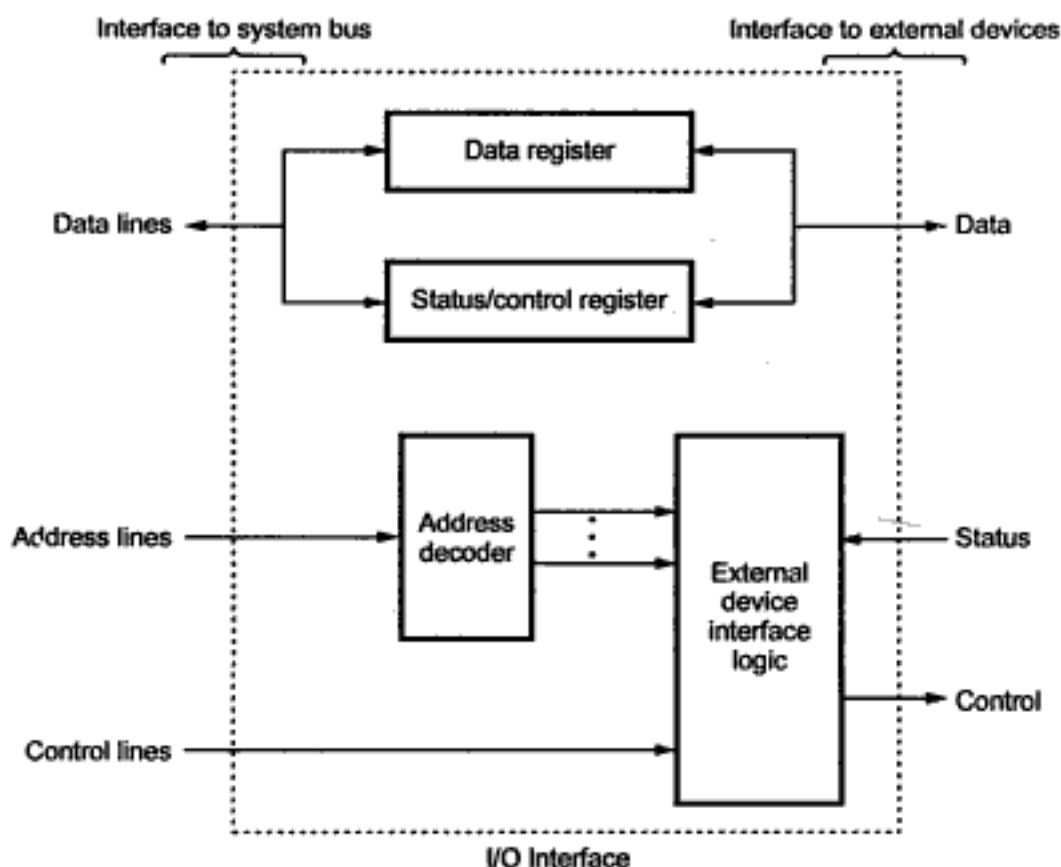 Interface to system bus
Interface to external devices
Data register
Data lines
Data
Status/control register
Address lines
Address
decoder
Status
External
device
interface
logic
Control
Control lines
I/O Interface